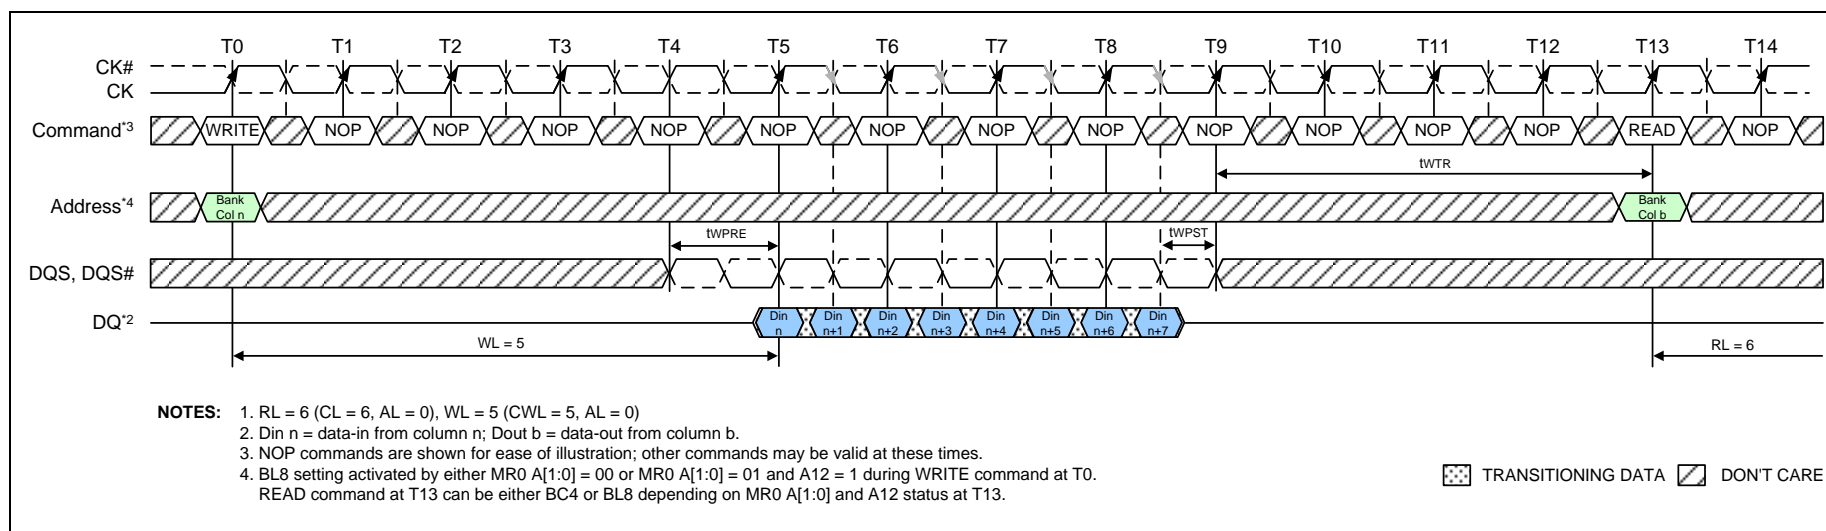 T0 T1 T2 T3 T4 T5 T6 T7 T8 T9 T10 T11 T12 T13 T14
CK#
CK
Command*3 WRITE NOP NOP NOP NOP NOP NOP NOP NOP NOP NOP NOP NOP READ NOP
tWTR
Address*4 Bank Col n Bank Col b
tWPRE tWPST
DQS, DQS#
DQ*2 Din n Din n+1 Din n+2 Din n+3 Din n+4 Din n+5 Din n+6 Din n+7
WL = 5 RL = 6
NOTES: 1. RL = 6 (CL = 6, AL = 0), WL = 5 (CWL = 5, AL = 0)
2. Din n = data-in from column n; Dout b = data-out from column b.
3. NOP commands are shown for ease of illustration; other commands may be valid at these times.
4. BL8 setting activated by either MR0 A[1:0] = 00 or MR0 A[1:0] = 01 and A12 = 1 during WRITE command at T0.
READ command at T13 can be either BC4 or BL8 depending on MR0 A[1:0] and A12 status at T13.
TRANSITIONING DATA DON'T CARE